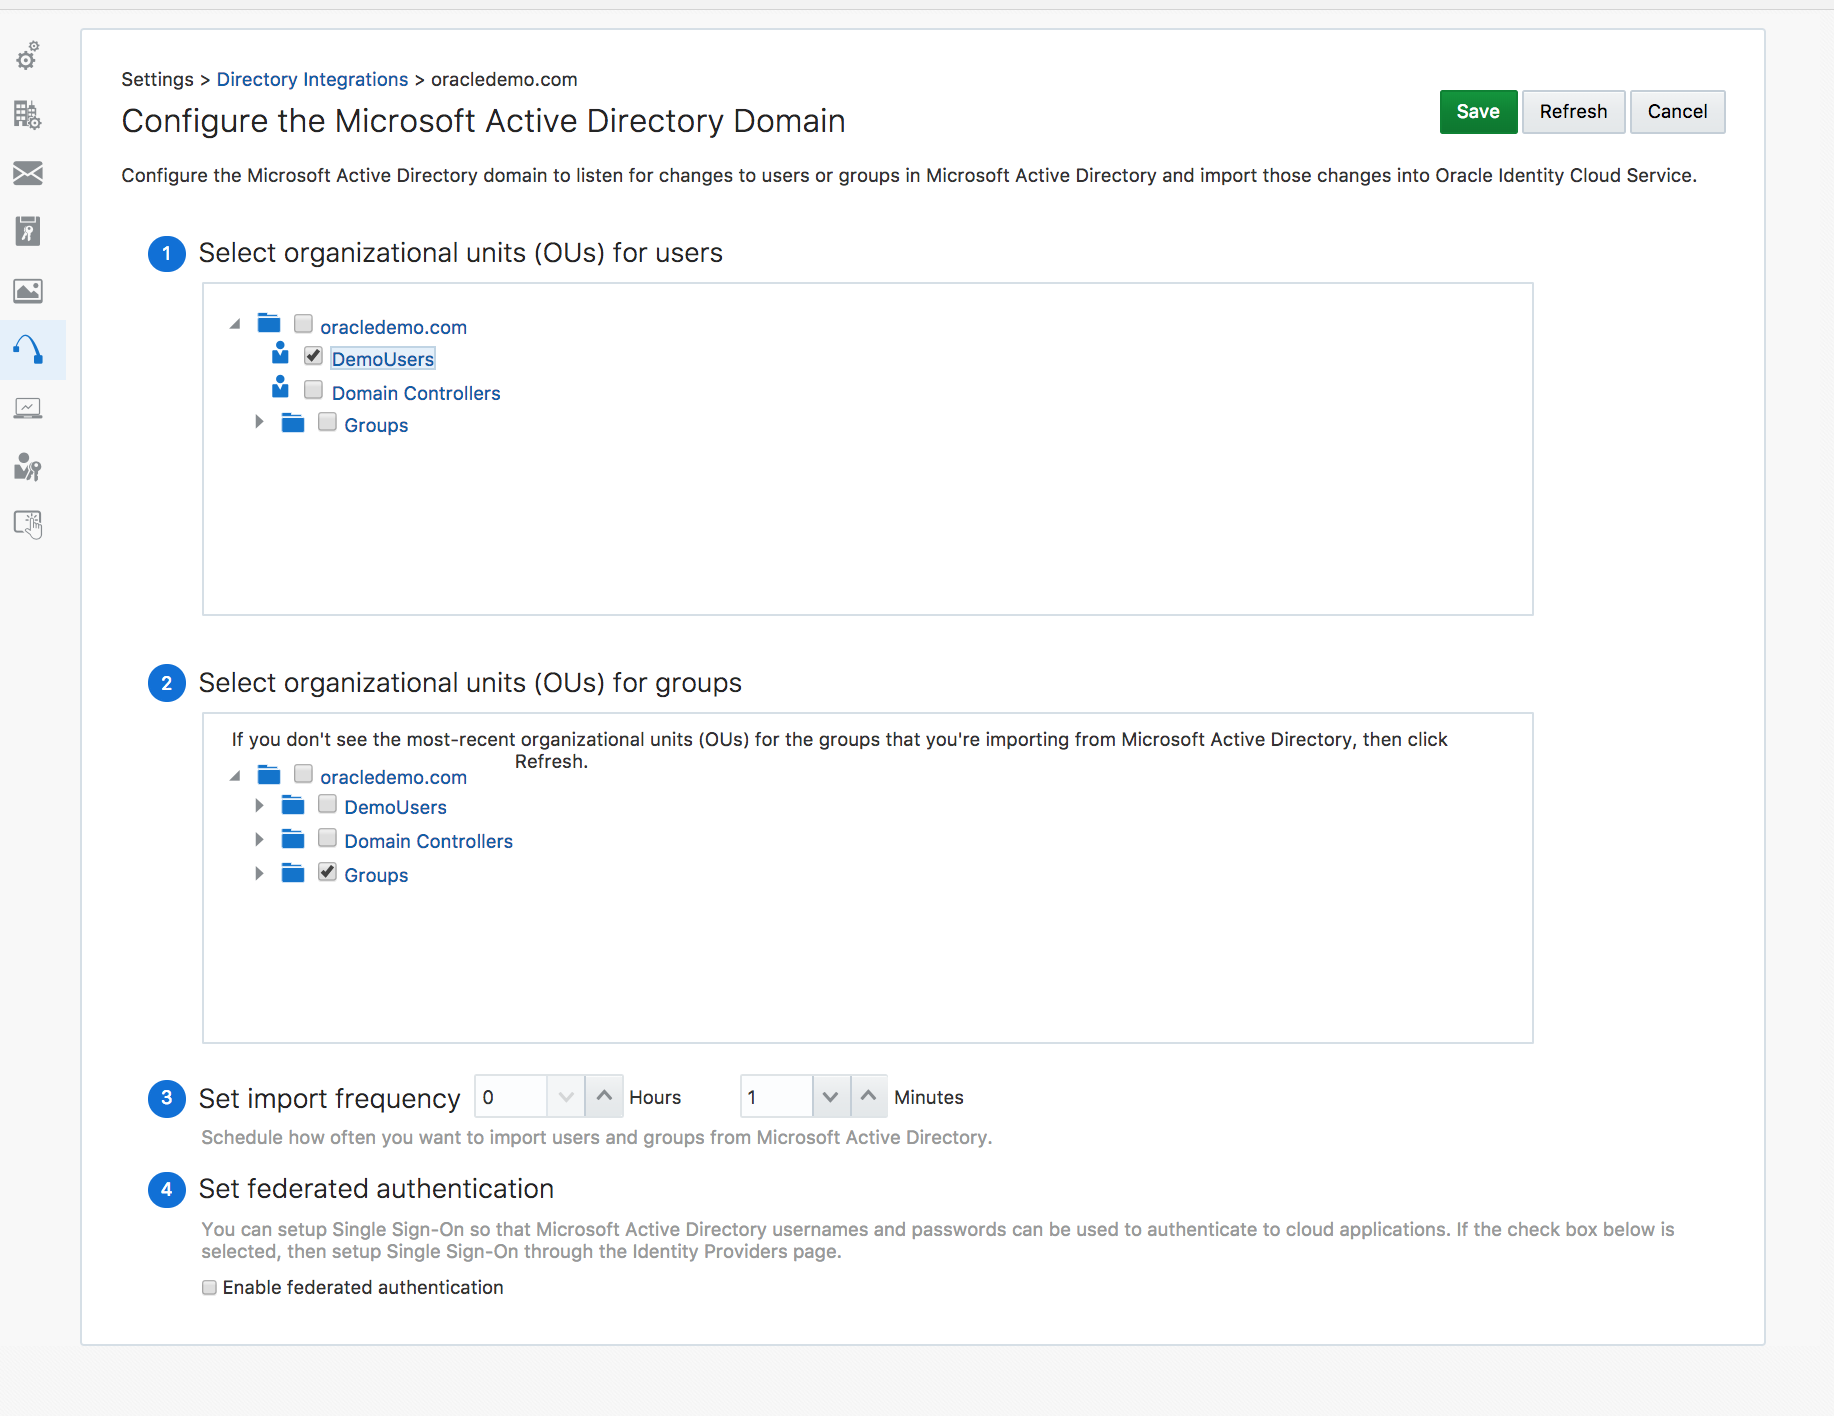 Settings > Directory Integrations > oracledemo.com
Configure the Microsoft Active Directory Domain
Save
Refresh
Cancel
Configure the Microsoft Active Directory domain to listen for changes to users or groups in Microsoft Active Directory and import those changes into Oracle Identity Cloud Service.
1 Select organizational units (OUs) for users
oracledemo.com
DemoUsers
Domain Controllers
Groups
2 Select organizational units (OUs) for groups
If you don't see the most-recent organizational units (OUs) for the groups that you're importing from Microsoft Active Directory, then click
Refresh.
oracledemo.com
DemoUsers
Domain Controllers
Groups
3 Set import frequency 0 Hours 1 Minutes
Schedule how often you want to import users and groups from Microsoft Active Directory.
4 Set federated authentication
You can setup Single Sign-On so that Microsoft Active Directory usernames and passwords can be used to authenticate to cloud applications. If the check box below is
selected, then setup Single Sign-On through the Identity Providers page.
Enable federated authentication